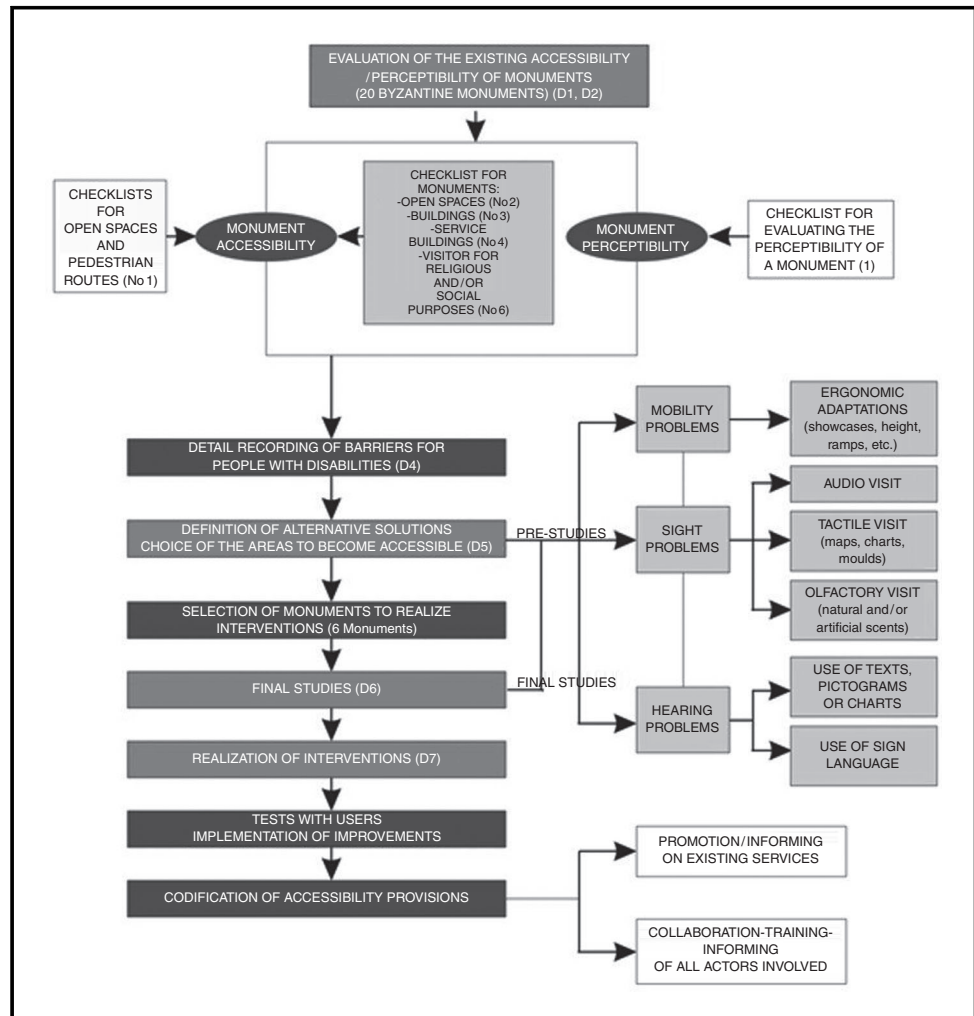 EVALUATION OF THE EXISTING ACCESSIBILITY
/PERCEPTIBILITY OF MONUMENTS
(20 BYZANTINE MONUMENTS) (D1, D2)
CHECKLISTS
FOR
OPEN SPACES
AND
PEDESTRIAN
ROUTES (No 1)
MONUMENT
ACCESSIBILITY
CHECKLIST FOR
MONUMENTS:
-OPEN SPACES (No 2)
-BUILDINGS (No 3)
-SERVICE
BUILDINGS (No 4)
-VISITOR FOR
RELIGIOUS
AND/OR
SOCIAL
PURPOSES (No 6)
MONUMENT
PERCEPTIBILITY
CHECKLIST FOR
EVALUATING THE
PERCEPTIBILITY OF
A MONUMENT (1)
DETAIL RECORDING OF BARRIERS FOR
PEOPLE WITH DISABILITIES (D4)
DEFINITION OF ALTERNATIVE SOLUTIONS
CHOICE OF THE AREAS TO BECOME ACCESSIBLE (D5)
PRE-STUDIES
SELECTION OF MONUMENTS TO REALIZE
INTERVENTIONS (6 Monuments)
FINAL STUDIES (D6)
FINAL STUDIES
REALIZATION OF INTERVENTIONS (D7)
TESTS WITH USERS
IMPLEMENTATION OF IMPROVEMENTS
CODIFICATION OF ACCESSIBILITY PROVISIONS
MOBILITY
PROBLEMS
ERGONOMIC
ADAPTATIONS
(showcases, height,
ramps, etc.)
SIGHT
PROBLEMS
AUDIO VISIT
TACTILE VISIT
(maps, charts,
moulds)
OLFACTORY VISIT
(natural and/or
artificial scents)
HEARING
PROBLEMS
USE OF TEXTS,
PICTOGRAMS
OR CHARTS
USE OF SIGN
LANGUAGE
PROMOTION/INFORMING
ON EXISTING SERVICES
COLLABORATION-TRAINING-
INFORMING
OF ALL ACTORS INVOLVED